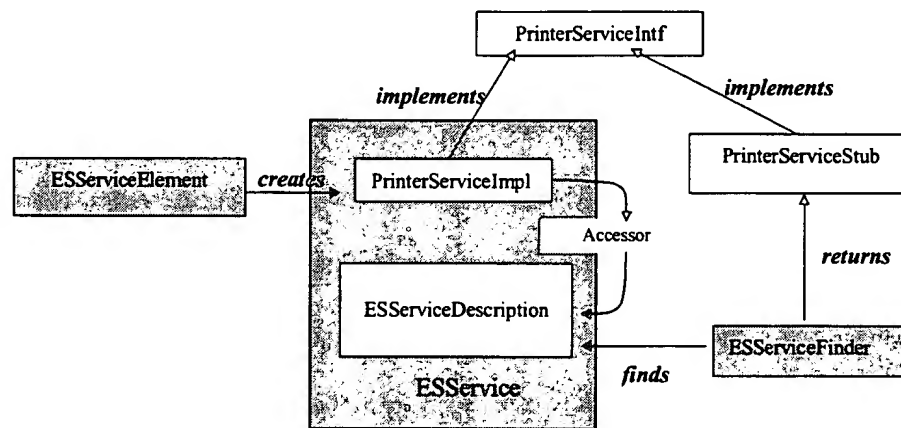 PrinterServiceIntf
implements
implements
PrinterServiceStub
ESServiceElement
creates
PrinterServiceImpl
Accessor
returns
ESServiceDescription
ESServiceFinder
finds
ESService